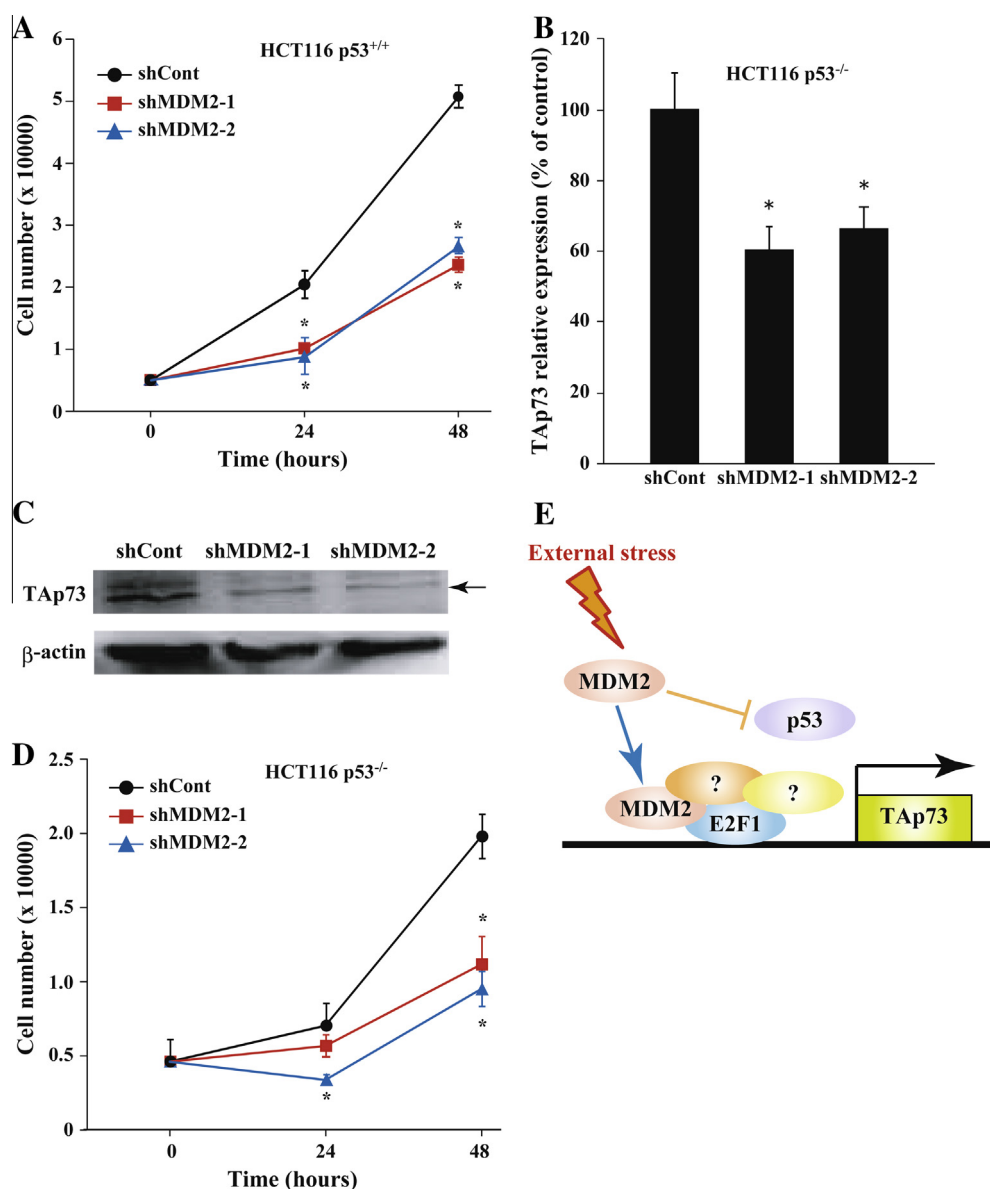 A
HCT116 p53+/+
shCont
shMDM2-1
shMDM2-2
Cell number (x 10000)
6
5
4
3
2
1
0
0 24 48
Time (hours)
*
*
*
*
B
HCT116 p53-/-
TAp73 relative expression (% of control)
120
100
80
60
40
20
0
*
*
shCont shMDM2-1 shMDM2-2
C
shCont shMDM2-1 shMDM2-2
TAp73
β-actin
D
HCT116 p53-/-
shCont
shMDM2-1
shMDM2-2
Cell number (x 10000)
2.5
2.0
1.5
1.0
0.5
0
0 24 48
Time (hours)
*
*
*
E
External stress
MDM2
p53
? ?
MDM2 E2F1
TAp73